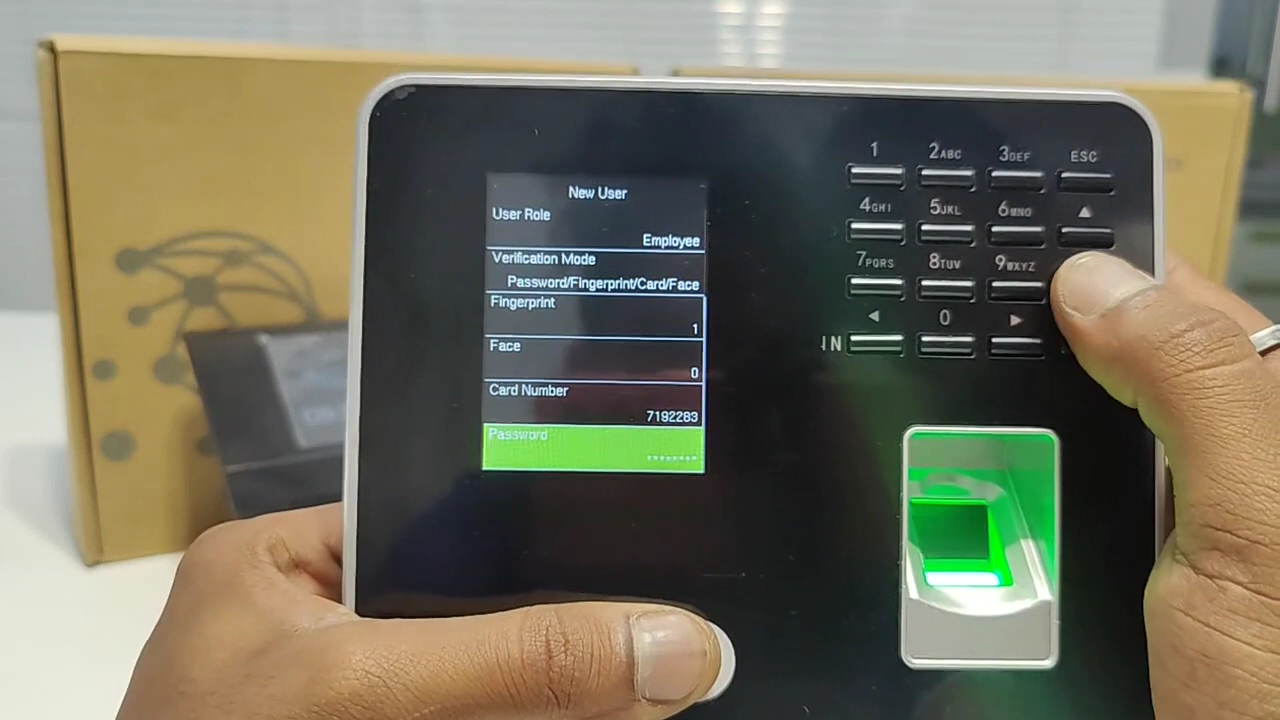 New User
User Role
Employee
Verification Mode
Password/Fingerprint/Card/Face
Fingerprint
1
Face
0
Card Number
7192283
Password
********
1 2ABC 3DEF ESC
4GHI 5JKL 6MNO ▲
7PQRS 8TUV 9WXYZ
◄ 0 ►
IN